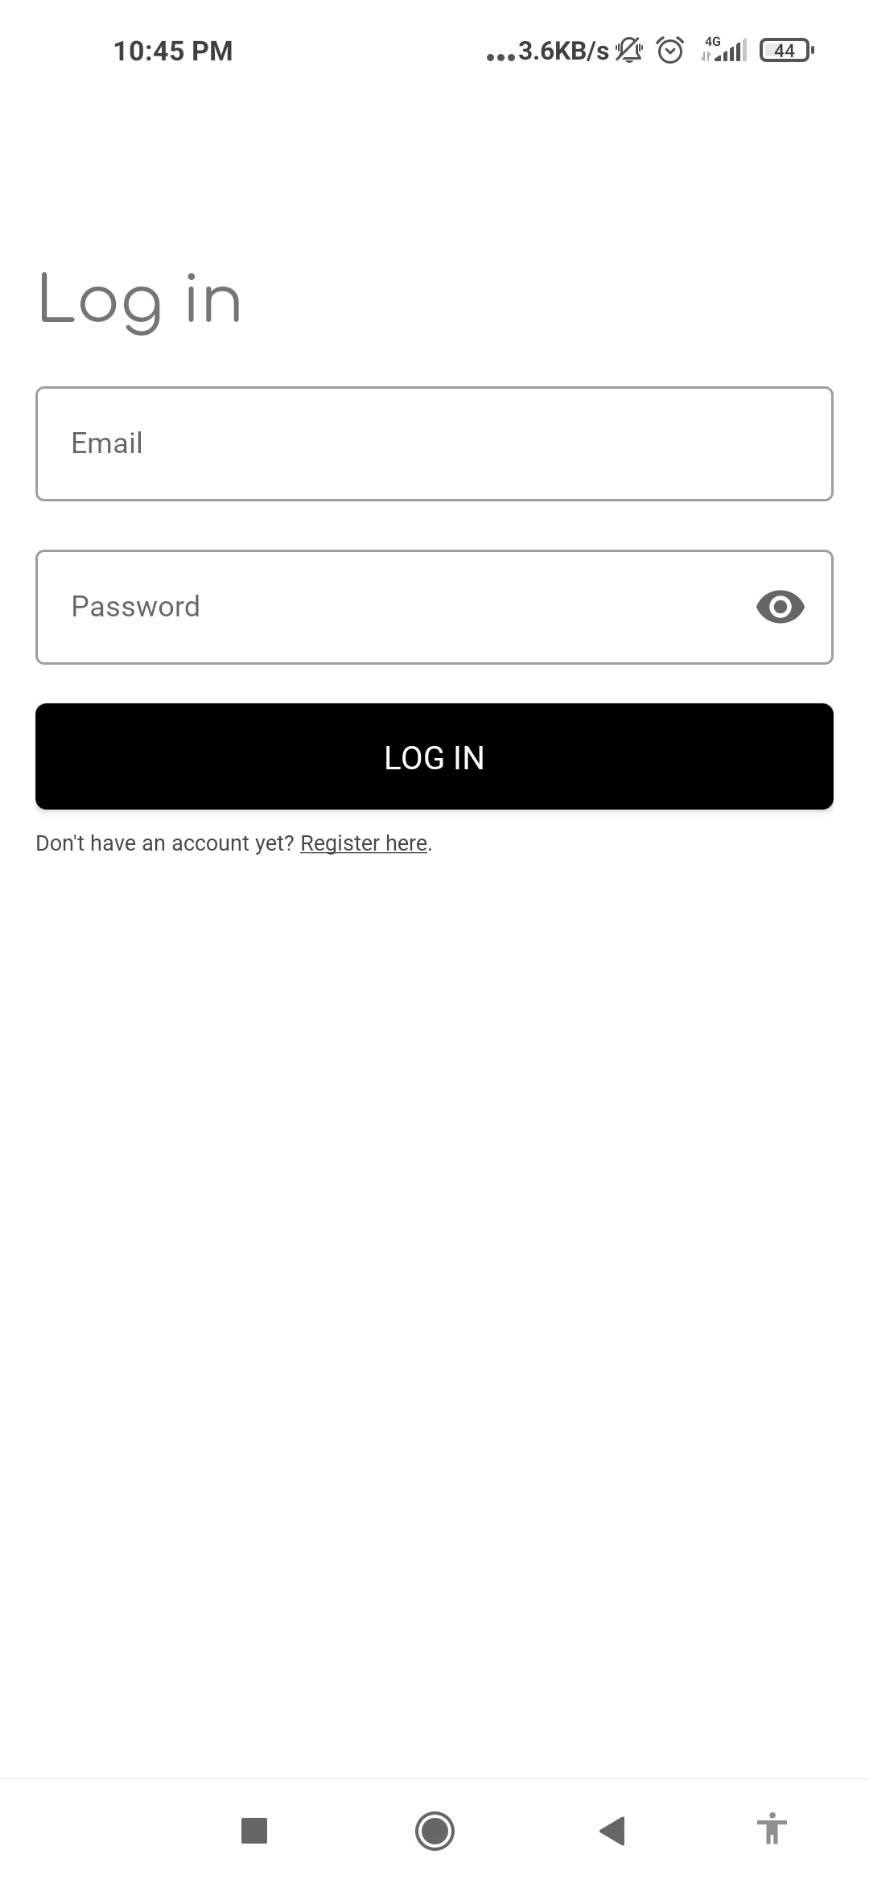 10:45 PM ...3.6KB/s 4G 44
Log in
Email
Password
LOG IN
Don't have an account yet? Register here.